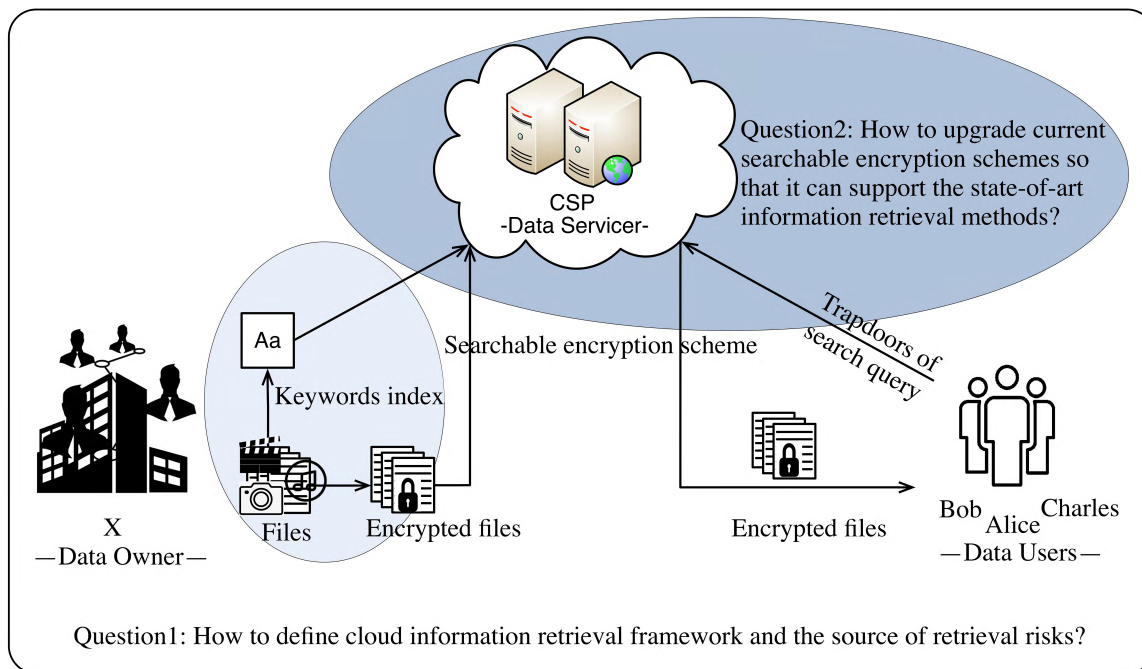 CSP
-Data Servicer-
Question2: How to upgrade current
searchable encryption schemes so
that it can support the state-of-art
information retrieval methods?
Aa
Keywords index
Searchable encryption scheme
Trapdoors of
search query
Files
Encrypted files
Encrypted files
X
—Data Owner—
Bob
Alice
Charles
—Data Users—
Question1: How to define cloud information retrieval framework and the source of retrieval risks?